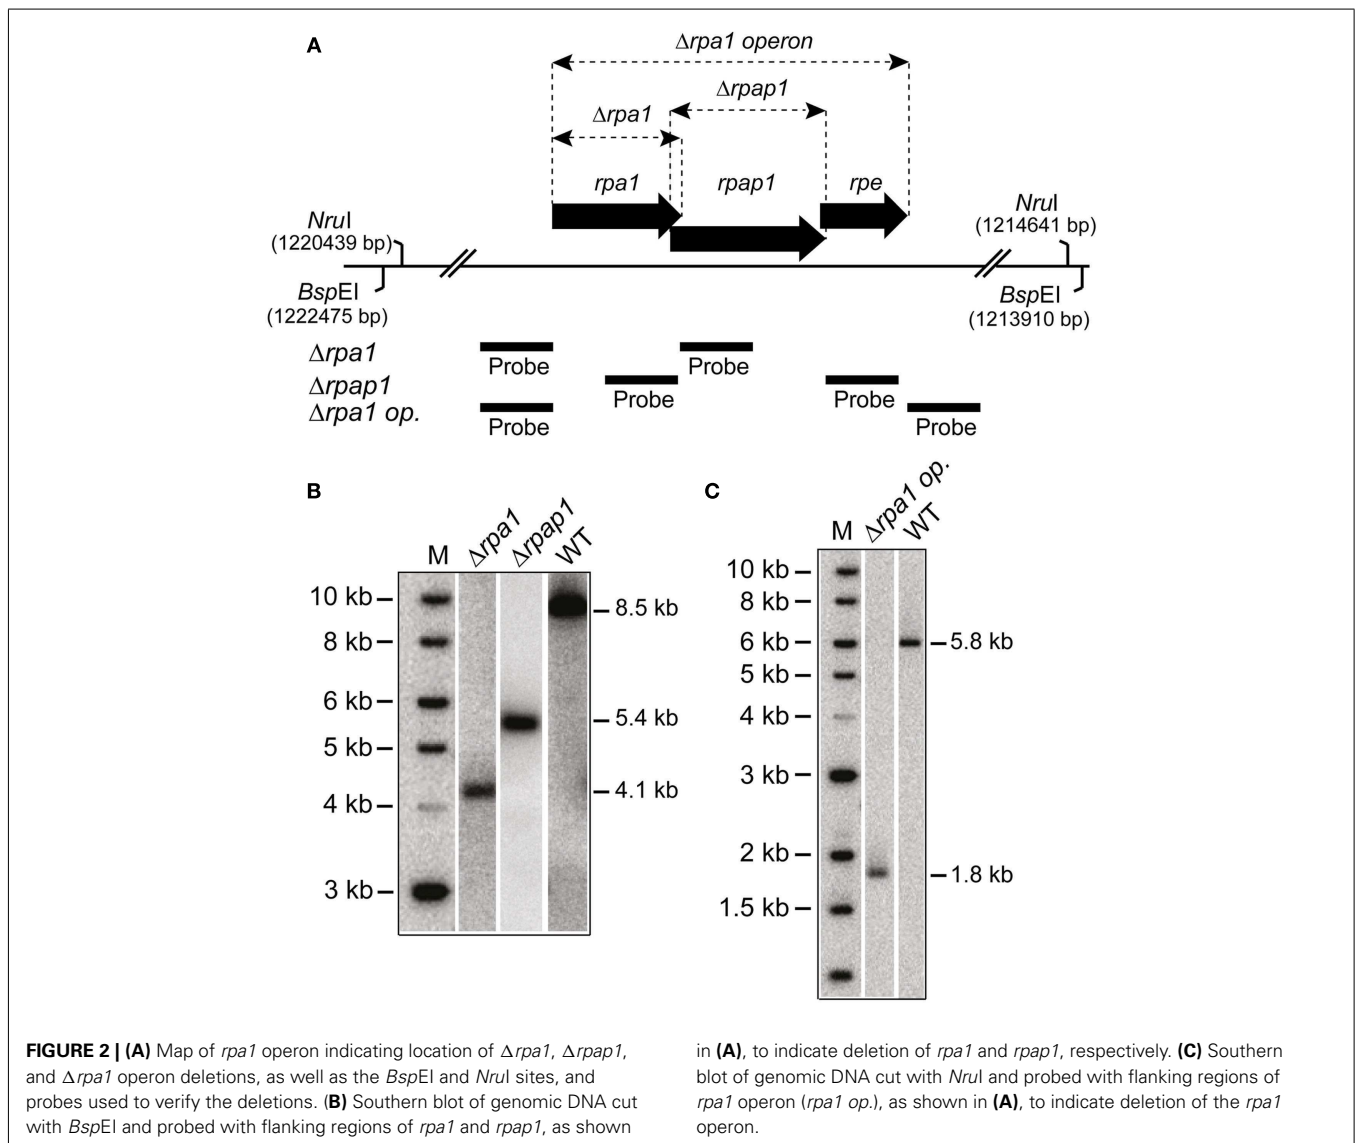 A
Δrpa1 operon
Δrpap1
Δrpa1
rpa1
rpap1
rpe
NruI
(1220439 bp)
NruI
(1214641 bp)
BspEI
(1222475 bp)
BspEI
(1213910 bp)
Δrpa1
Probe
Probe
Δrpap1
Probe
Probe
Δrpa1 op.
Probe
Probe
B
M
Δrpa1
Δrpap1
WT
10 kb
8 kb
6 kb
5 kb
4 kb
3 kb
8.5 kb
5.4 kb
4.1 kb
C
M
Δrpa1 op.
WT
10 kb
8 kb
6 kb
5 kb
4 kb
3 kb
2 kb
1.5 kb
5.8 kb
1.8 kb
FIGURE 2 | (A) Map of rpa1 operon indicating location of Δrpa1, Δrpap1,
and Δrpa1 operon deletions, as well as the BspEI and NruI sites, and
probes used to verify the deletions. (B) Southern blot of genomic DNA cut
with BspEI and probed with flanking regions of rpa1 and rpap1, as shown
in (A), to indicate deletion of rpa1 and rpap1, respectively. (C) Southern
blot of genomic DNA cut with NruI and probed with flanking regions of
rpa1 operon (rpa1 op.), as shown in (A), to indicate deletion of the rpa1
operon.